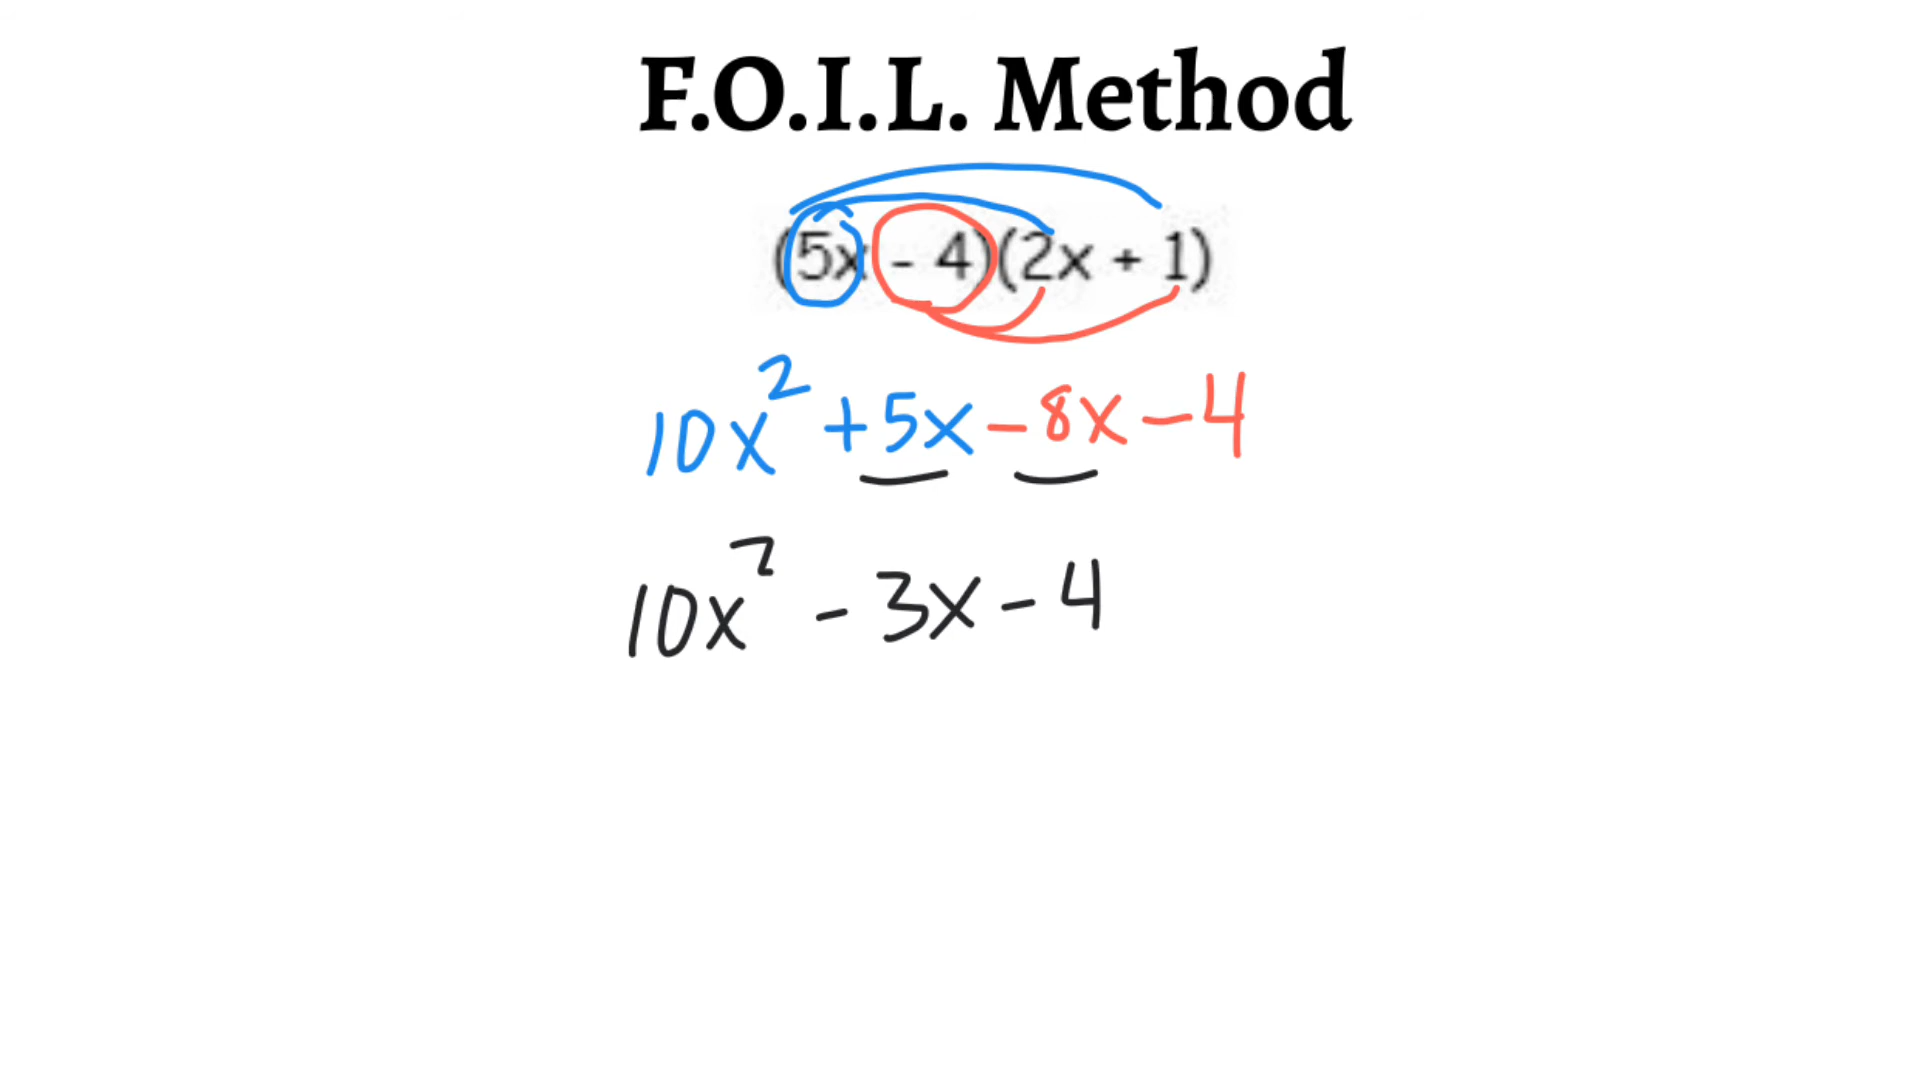 F.O.I.L. Method
(5x - 4)(2x + 1)
10x² +5x -8x -4
10x² - 3x - 4